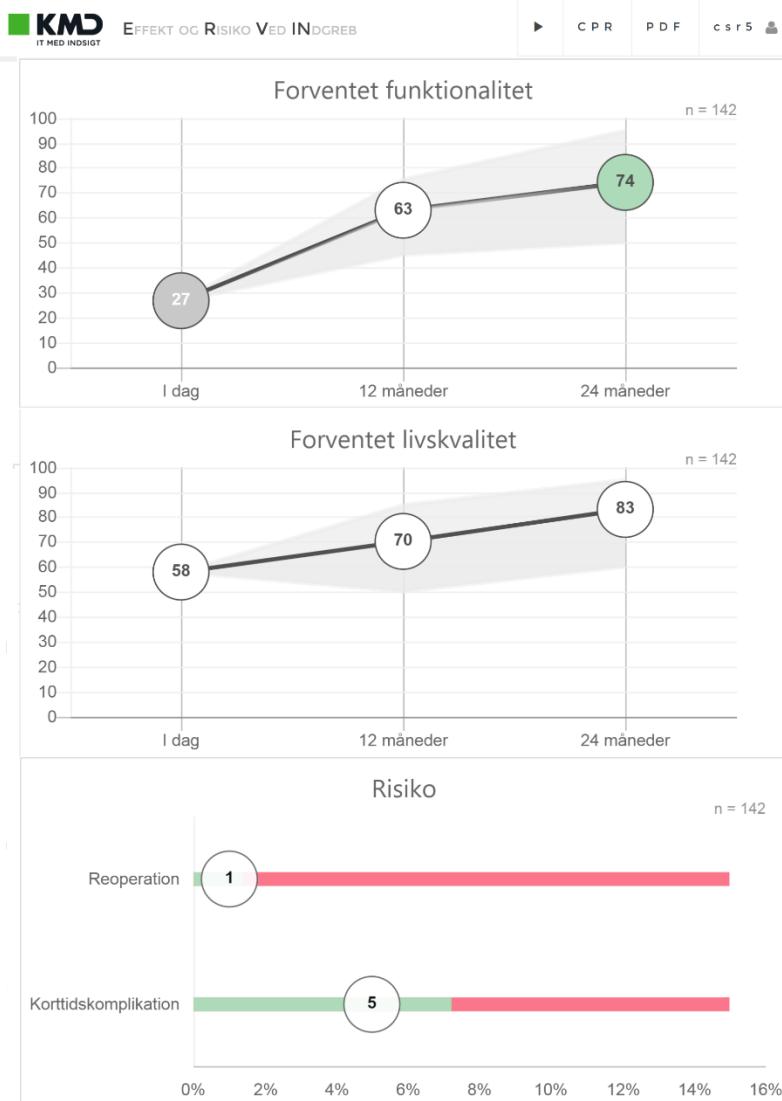 KMD
IT MED INDSIGT
EFFEKT OG RISIKO VED INDGREB
CPR
PDF
csr5
Forventet funktionalitet
n = 142
100
90
80
70
60
50
40
30
20
10
0
27
63
74
I dag
12 måneder
24 måneder
Forventet livskvalitet
n = 142
100
90
80
70
60
50
40
30
20
10
0
58
70
83
I dag
12 måneder
24 måneder
Risiko
n = 142
Reoperation
1
Korttidskomplikation
5
0%
2%
4%
6%
8%
10%
12%
14%
16%